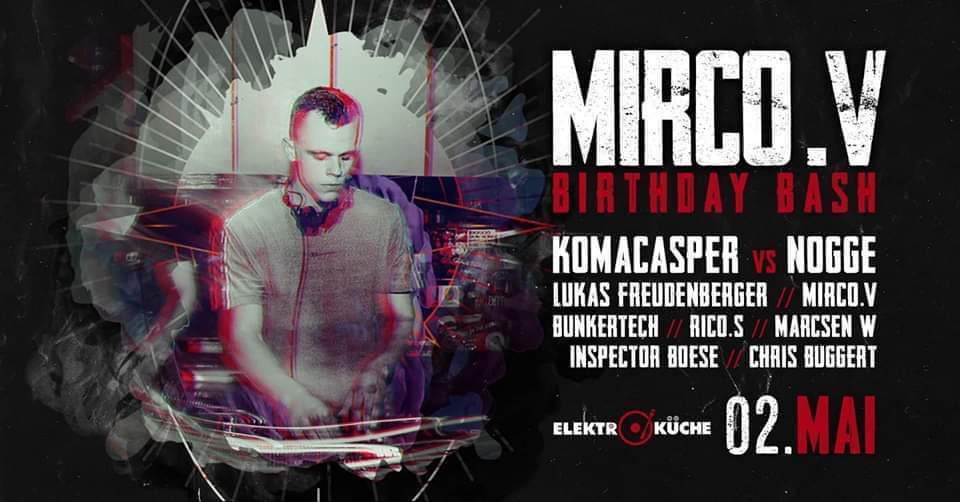 MIRCO.V
BIRTHDAY BASH
KOMACASPER VS NOGGE
LUKAS FREUDENBERGER // MIRCO.V
BUNKERTECH // RICO.S // MARCSEN W
INSPECTOR BOESE // CHRIS BUGGERT
ELEKTROKÜCHE 02.MAI